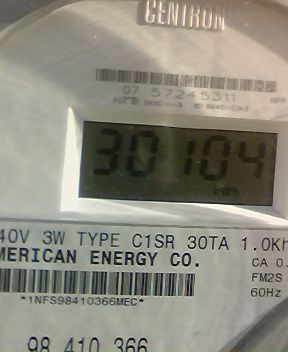 CENTRON
07 57245311
30104
kWh
40V 3W TYPE C1SR 30TA 1.0Kh
MERICAN ENERGY CO.
CA 0.
FM2S
60Hz
*1NFS98410366MEC*
98 410 366